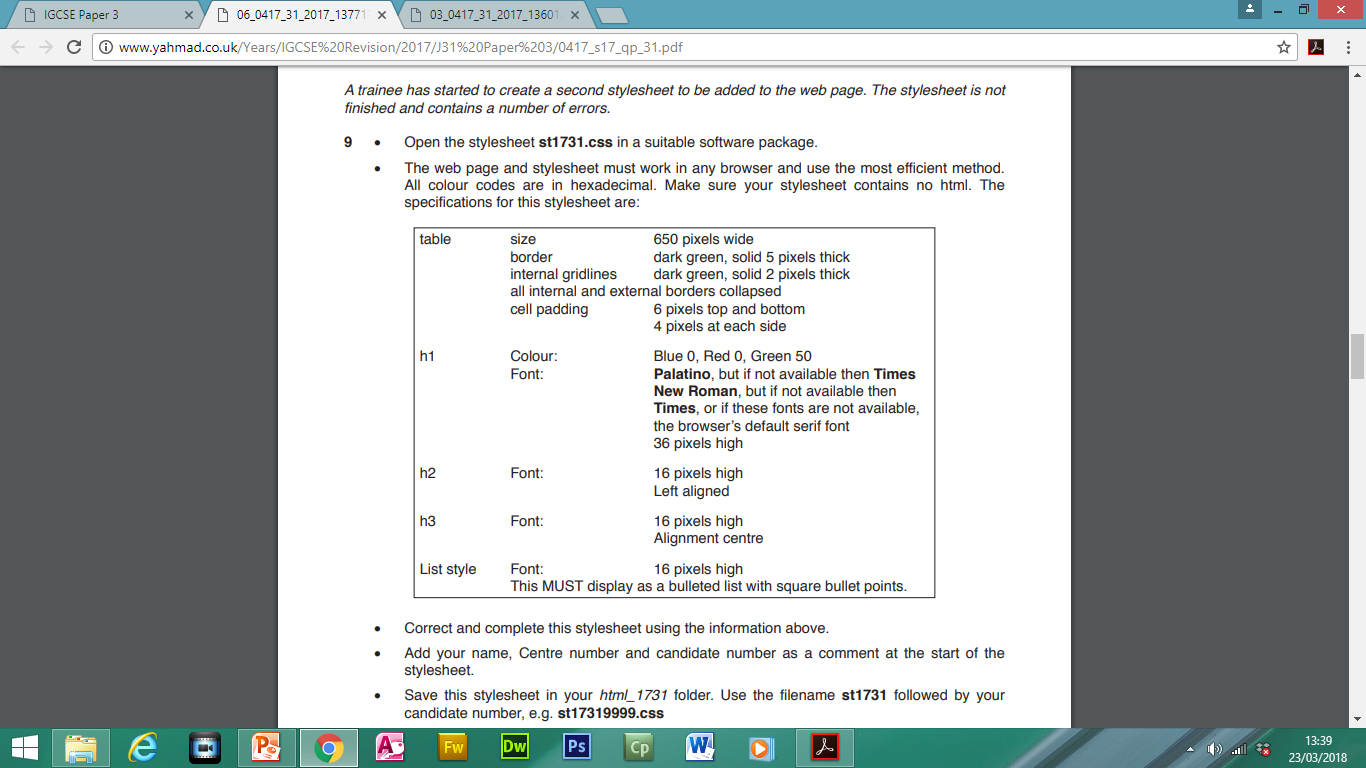 IGCSE Paper 3
06_0417_31_2017_13771
03_0417_31_2017_13601
www.yahmad.co.uk/Years/IGCSE%20Revision/2017/J31%20Paper%203/0417_s17_qp_31.pdf
A trainee has started to create a second stylesheet to be added to the web page. The stylesheet is not
finished and contains a number of errors.
9 • Open the stylesheet st1731.css in a suitable software package.
• The web page and stylesheet must work in any browser and use the most efficient method.
All colour codes are in hexadecimal. Make sure your stylesheet contains no html. The
specifications for this stylesheet are:
table size 650 pixels wide
border dark green, solid 5 pixels thick
internal gridlines dark green, solid 2 pixels thick
all internal and external borders collapsed
cell padding 6 pixels top and bottom
4 pixels at each side
h1 Colour: Blue 0, Red 0, Green 50
Font: Palatino, but if not available then Times
New Roman, but if not available then
Times, or if these fonts are not available,
the browser's default serif font
36 pixels high
h2 Font: 16 pixels high
Left aligned
h3 Font: 16 pixels high
Alignment centre
List style Font: 16 pixels high
This MUST display as a bulleted list with square bullet points.
• Correct and complete this stylesheet using the information above.
• Add your name, Centre number and candidate number as a comment at the start of the
stylesheet.
• Save this stylesheet in your html_1731 folder. Use the filename st1731 followed by your
candidate number, e.g. st17319999.css
Fw
Dw
Ps
Cp
13:39
23/03/2018